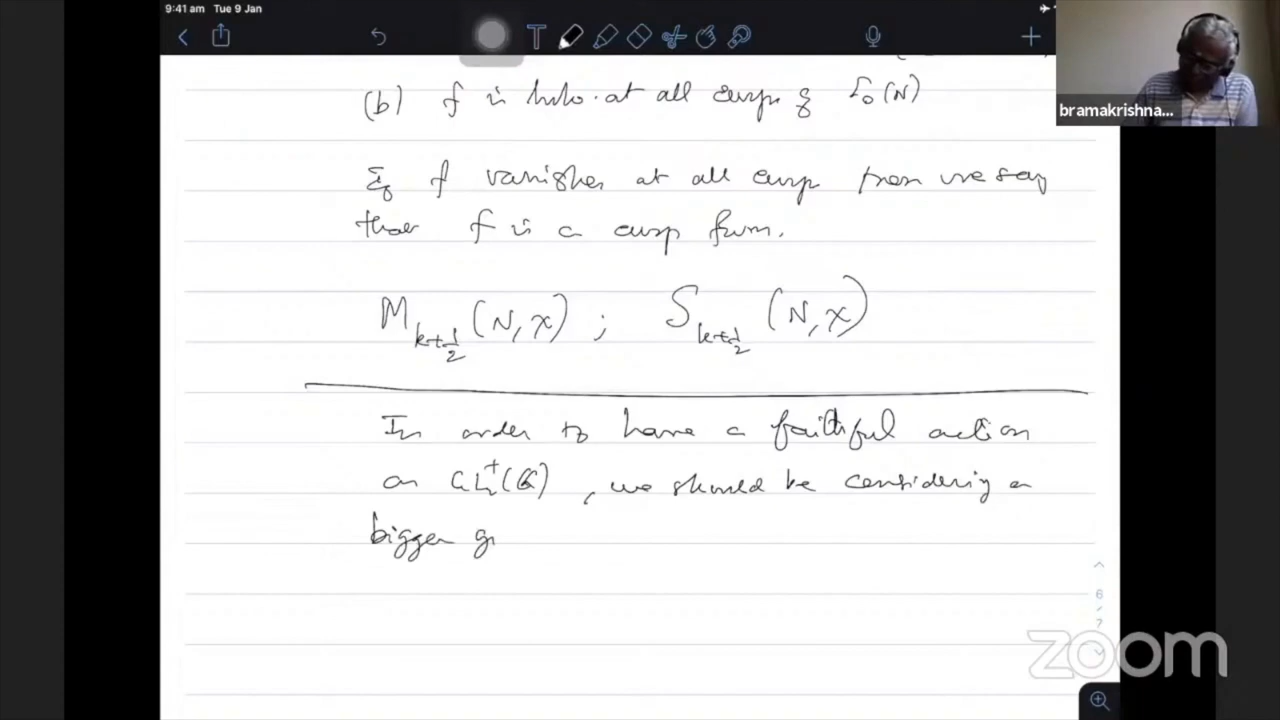 9:41 am Tue 9 Jan
bramakrishna...
(b) f is holo. at all cusps of Γ₀(N)
If f vanishes at all cusps then we say
that f is a cusp form.
M_{k+1/2}(N, χ) ; S_{k+1/2}(N, χ)
In order to have a faithful action
on GL₂⁺(Q), we should be considering a
bigger gr
6
/
7
zoom